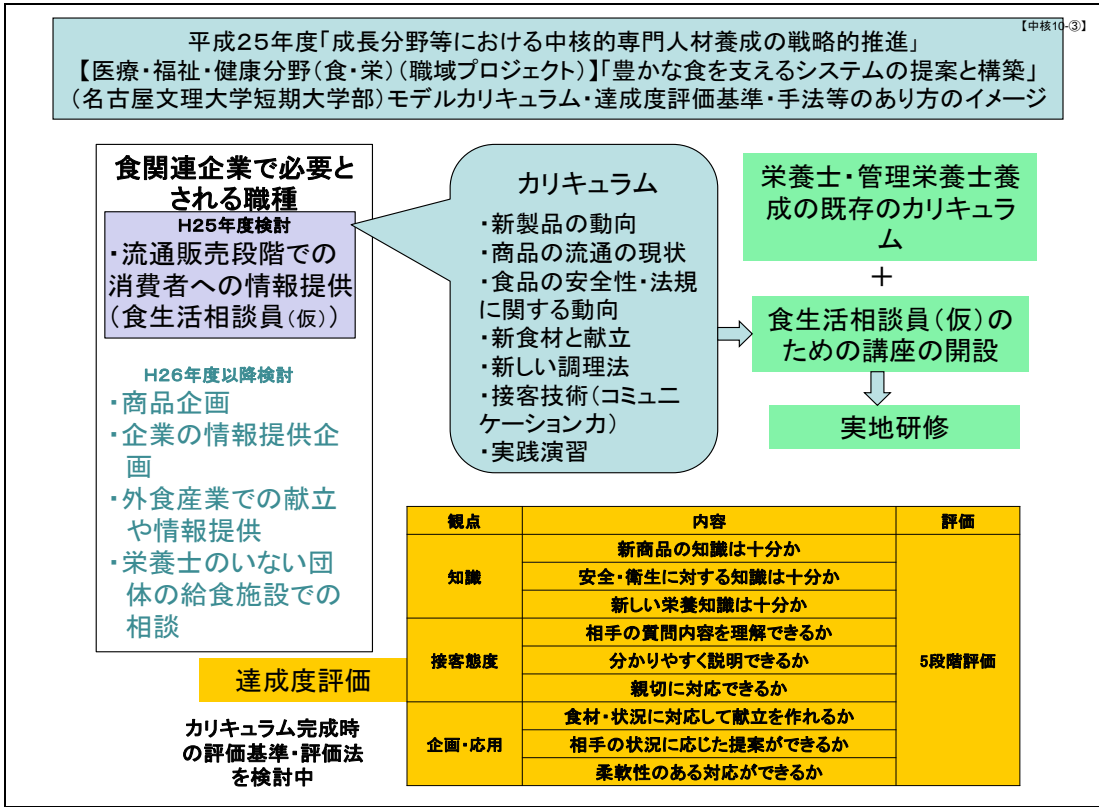 【中核10-③】
平成25年度「成長分野等における中核的専門人材養成の戦略的推進」
【医療・福祉・健康分野(食・栄)(職域プロジェクト)】「豊かな食を支えるシステムの提案と構築」
(名古屋文理大学短期大学部)モデルカリキュラム・達成度評価基準・手法等のあり方のイメージ
食関連企業で必要と
される職種
H25年度検討
・流通販売段階での
消費者への情報提供
(食生活相談員(仮))
H26年度以降検討
・商品企画
・企業の情報提供企
画
・外食産業での献立
や情報提供
・栄養士のいない団
体の給食施設での
相談
カリキュラム
・新製品の動向
・商品の流通の現状
・食品の安全性・法規
に関する動向
・新食材と献立
・新しい調理法
・接客技術(コミュニ
ケーション力)
・実践演習
栄養士・管理栄養士養
成の既存のカリキュラ
ム
+
食生活相談員(仮)の
ための講座の開設
実地研修
達成度評価
カリキュラム完成時
の評価基準・評価法
を検討中
観点 内容 評価
知識
新商品の知識は十分か
安全・衛生に対する知識は十分か
新しい栄養知識は十分か
接客態度
相手の質問内容を理解できるか
分かりやすく説明できるか
親切に対応できるか
企画・応用
食材・状況に対応して献立を作れるか
相手の状況に応じた提案ができるか
柔軟性のある対応ができるか
5段階評価